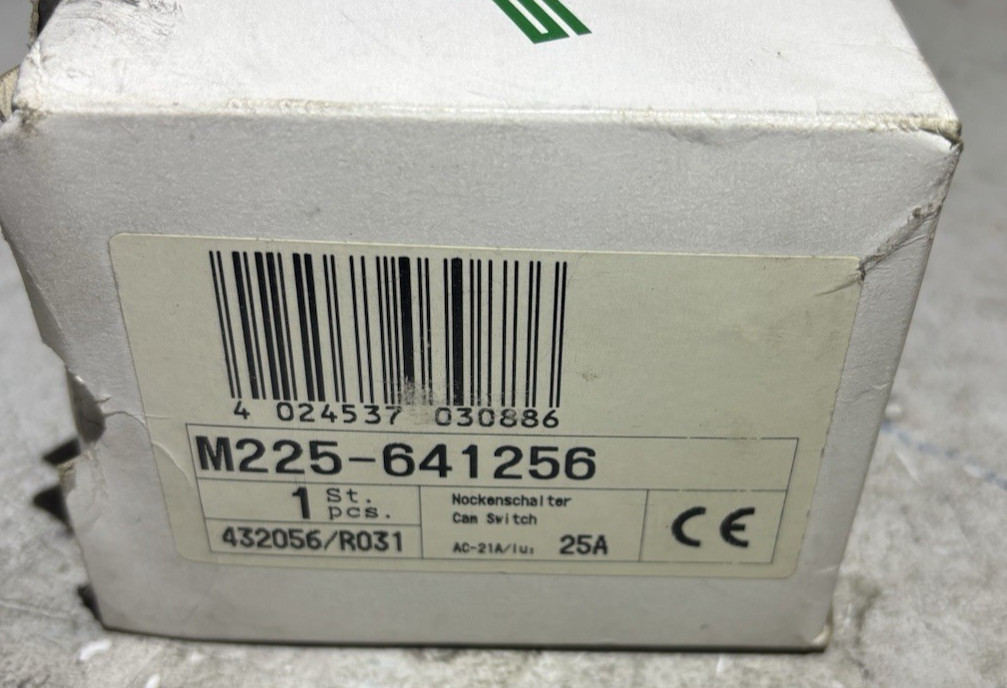 4 024537 030886
M225-641256
1 St.
pcs.
432056/R031
Nockenschalter
Cam Switch
AC-21A/Iu: 25A
CE